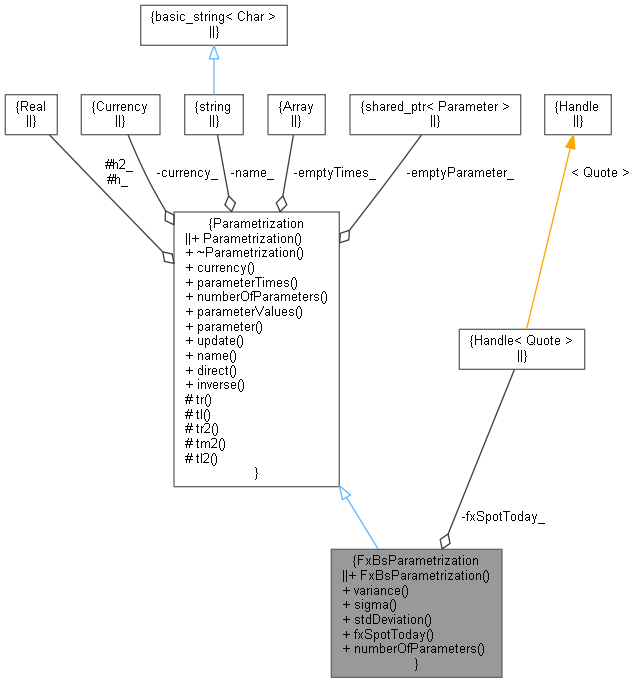 {basic_string< Char >
||}
{Real
||}
{Currency
||}
{string
||}
{Array
||}
{shared_ptr< Parameter >
||}
{Handle
||}
#h2_
#h_
-currency_
-name_
-emptyTimes_
-emptyParameter_
< Quote >
{Parametrization
||+ Parametrization()
+ ~Parametrization()
+ currency()
+ parameterTimes()
+ numberOfParameters()
+ parameterValues()
+ parameter()
+ update()
+ name()
+ direct()
+ inverse()
# tr()
# tl()
# tr2()
# tm2()
# tl2()
}
{Handle< Quote >
||}
-fxSpotToday_
{FxBsParametrization
||+ FxBsParametrization()
+ variance()
+ sigma()
+ stdDeviation()
+ fxSpotToday()
+ numberOfParameters()
}